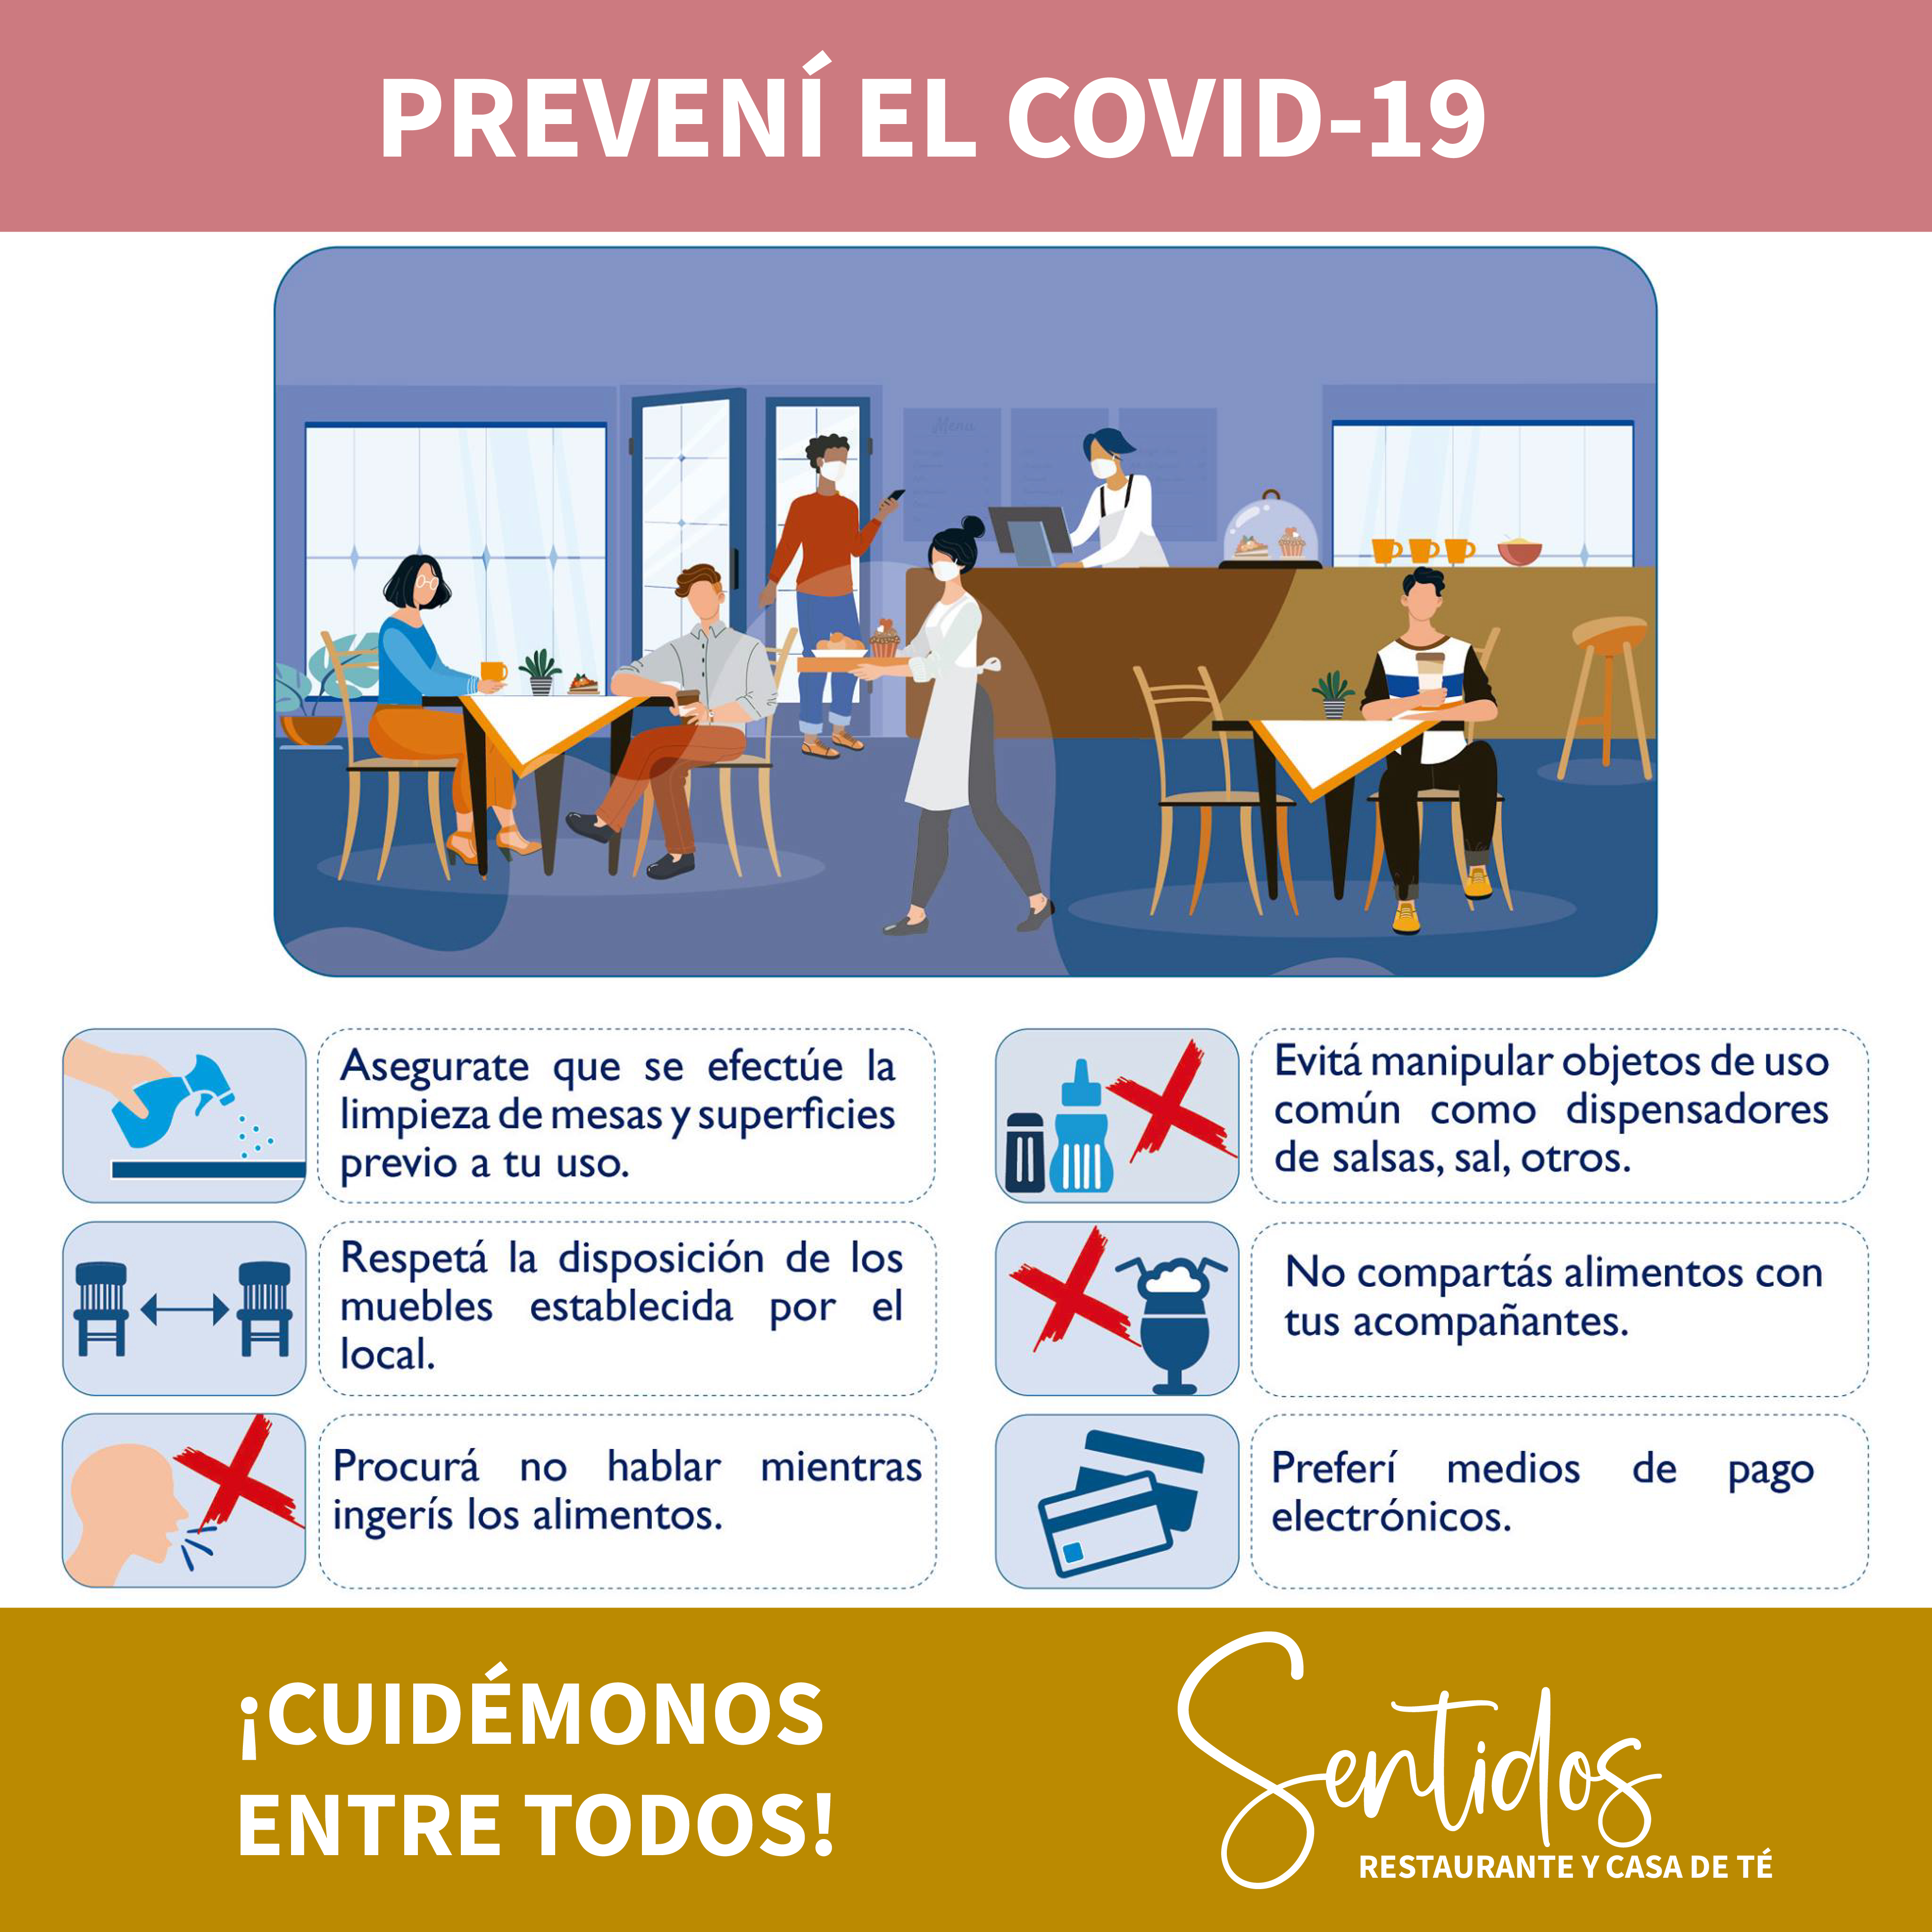 PREVENÍ EL COVID-19
Menu
Asegurate que se efectúe la
limpieza de mesas y superficies
previo a tu uso.
Respetá la disposición de los
muebles establecida por el
local.
Procurá no hablar mientras
ingerís los alimentos.
Evitá manipular objetos de uso
común como dispensadores
de salsas, sal, otros.
No compartás alimentos con
tus acompañantes.
Preferí medios de pago
electrónicos.
¡CUIDÉMONOS
ENTRE TODOS!
Sentidos
RESTAURANTE Y CASA DE TÉ